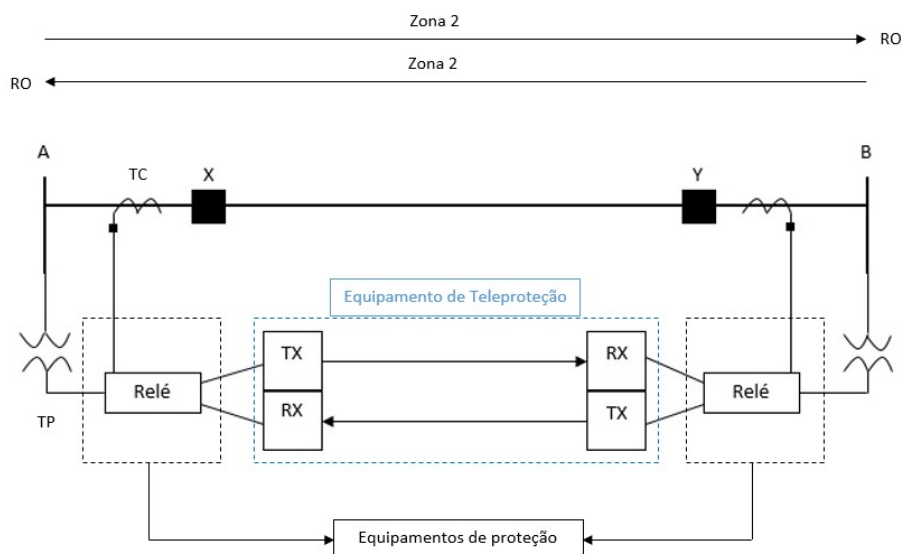 Zona 2
RO
Zona 2
RO
A
TC
X
Y
B
Equipamento de Teleproteção
TX
RX
Relé
Relé
RX
TX
TP
Equipamentos de proteção